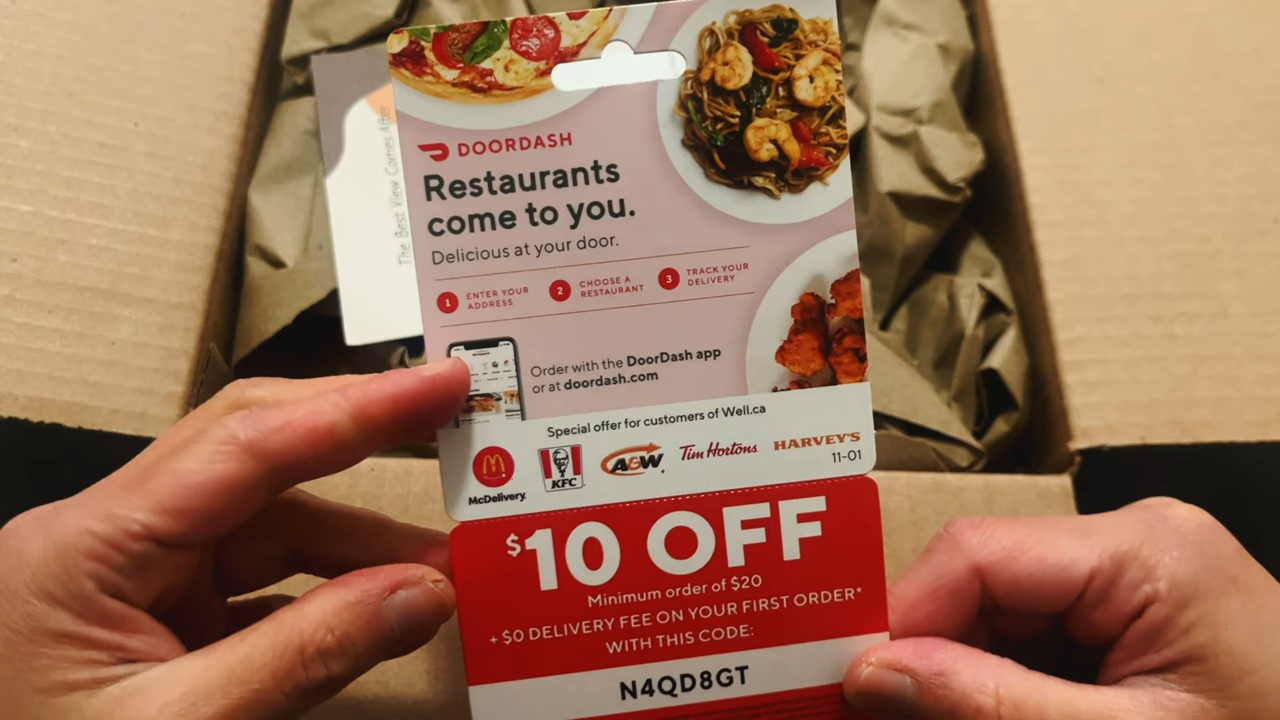 The Best View Comes After
DOORDASH
Restaurants
come to you.
Delicious at your door.
1 ENTER YOUR
ADDRESS
2 CHOOSE A
RESTAURANT
3 TRACK YOUR
DELIVERY
Order with the DoorDash app
or at doordash.com
Special offer for customers of Well.ca
McDelivery
KFC
A&W
Tim Hortons
HARVEY'S
11-01
$10 OFF
Minimum order of $20
+ $0 DELIVERY FEE ON YOUR FIRST ORDER*
WITH THIS CODE:
N4QD8GT